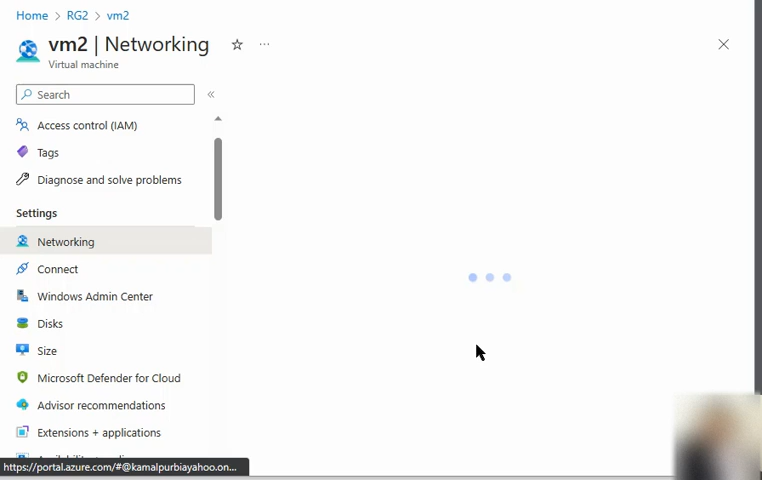 Home > RG2 > vm2
vm2 | Networking
Virtual machine
Search
Access control (IAM)
Tags
Diagnose and solve problems
Settings
Networking
Connect
Windows Admin Center
Disks
Size
Microsoft Defender for Cloud
Advisor recommendations
Extensions + applications
https://portal.azure.com/#@kamalpurbiayahoo.on...